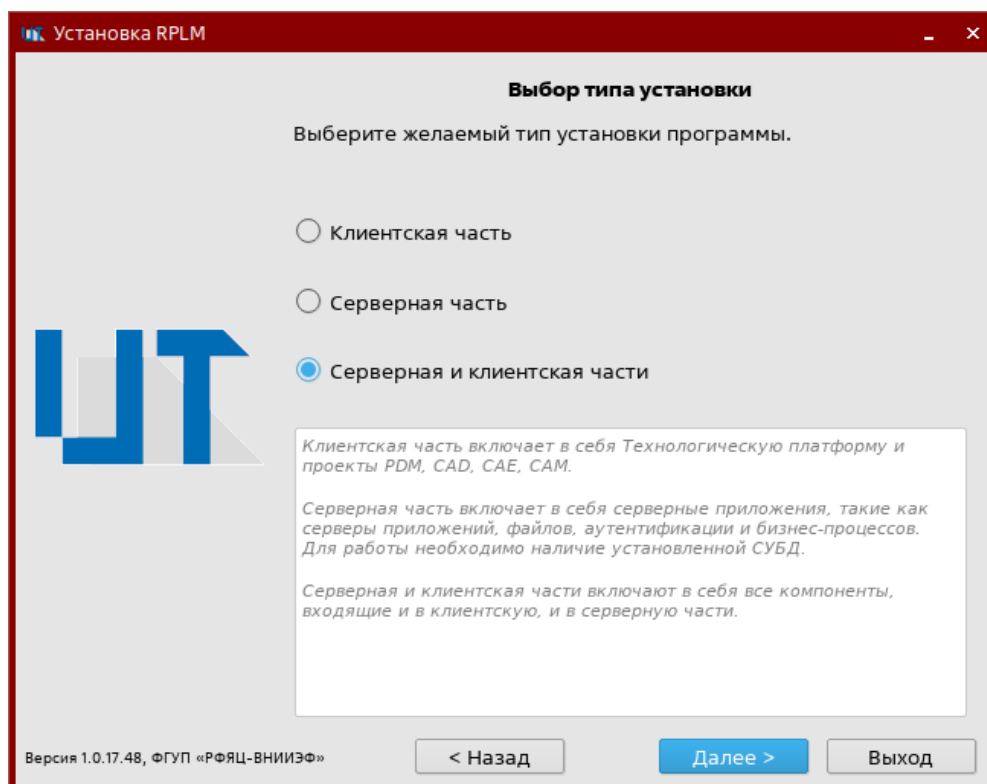 Установка RPLM
Выбор типа установки
Выберите желаемый тип установки программы.
Клиентская часть
Серверная часть
Серверная и клиентская части
Клиентская часть включает в себя Технологическую платформу и
проекты PDM, CAD, CAE, CAM.
Серверная часть включает в себя серверные приложения, такие как
серверы приложений, файлов, аутентификации и бизнес-процессов.
Для работы необходимо наличие установленной СУБД.
Серверная и клиентская части включают в себя все компоненты,
входящие и в клиентскую, и в серверную части.
Версия 1.0.17.48, ФГУП «РФЯЦ-ВНИИЭФ»
< Назад
Далее >
Выход